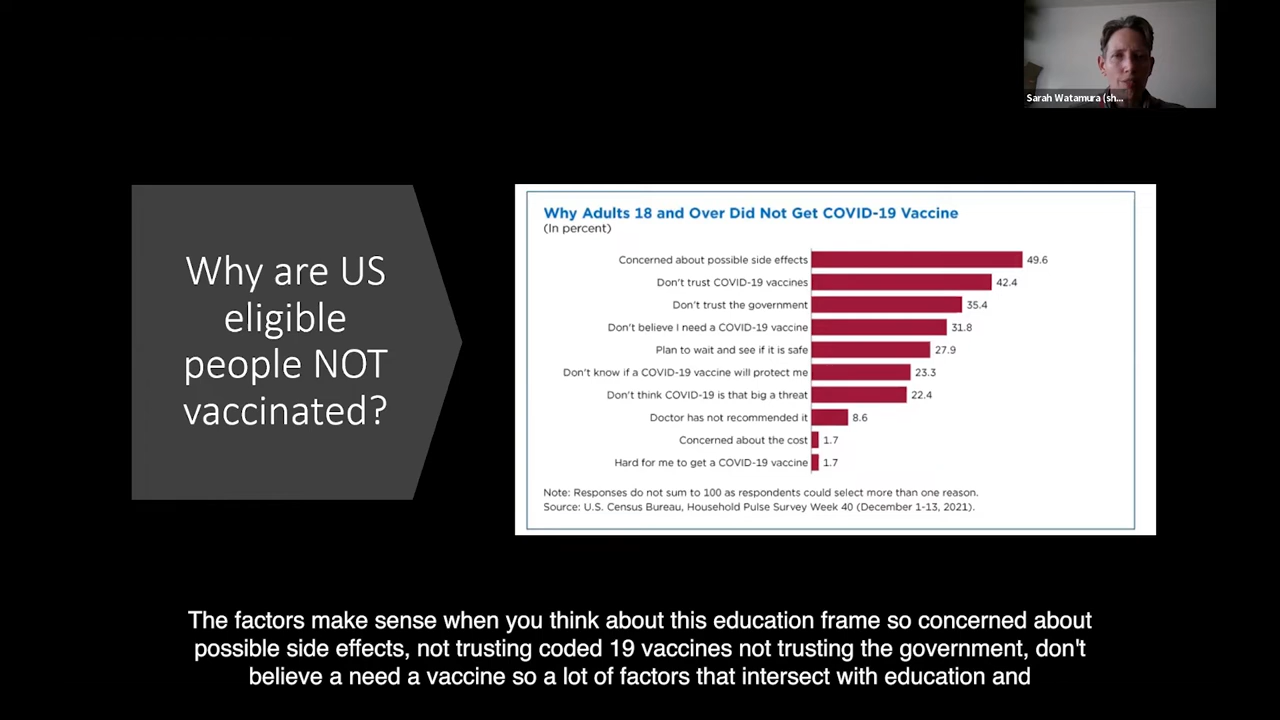 Sarah Watamura (sh...
Why are US
eligible
people NOT
vaccinated?
Why Adults 18 and Over Did Not Get COVID-19 Vaccine
(In percent)
Concerned about possible side effects 49.6
Don't trust COVID-19 vaccines 42.4
Don't trust the government 35.4
Don't believe I need a COVID-19 vaccine 31.8
Plan to wait and see if it is safe 27.9
Don't know if a COVID-19 vaccine will protect me 23.3
Don't think COVID-19 is that big a threat 22.4
Doctor has not recommended it 8.6
Concerned about the cost 1.7
Hard for me to get a COVID-19 vaccine 1.7
Note: Responses do not sum to 100 as respondents could select more than one reason.
Source: U.S. Census Bureau, Household Pulse Survey Week 40 (December 1-13, 2021).
The factors make sense when you think about this education frame so concerned about
possible side effects, not trusting coded 19 vaccines not trusting the government, don't
believe a need a vaccine so a lot of factors that intersect with education and